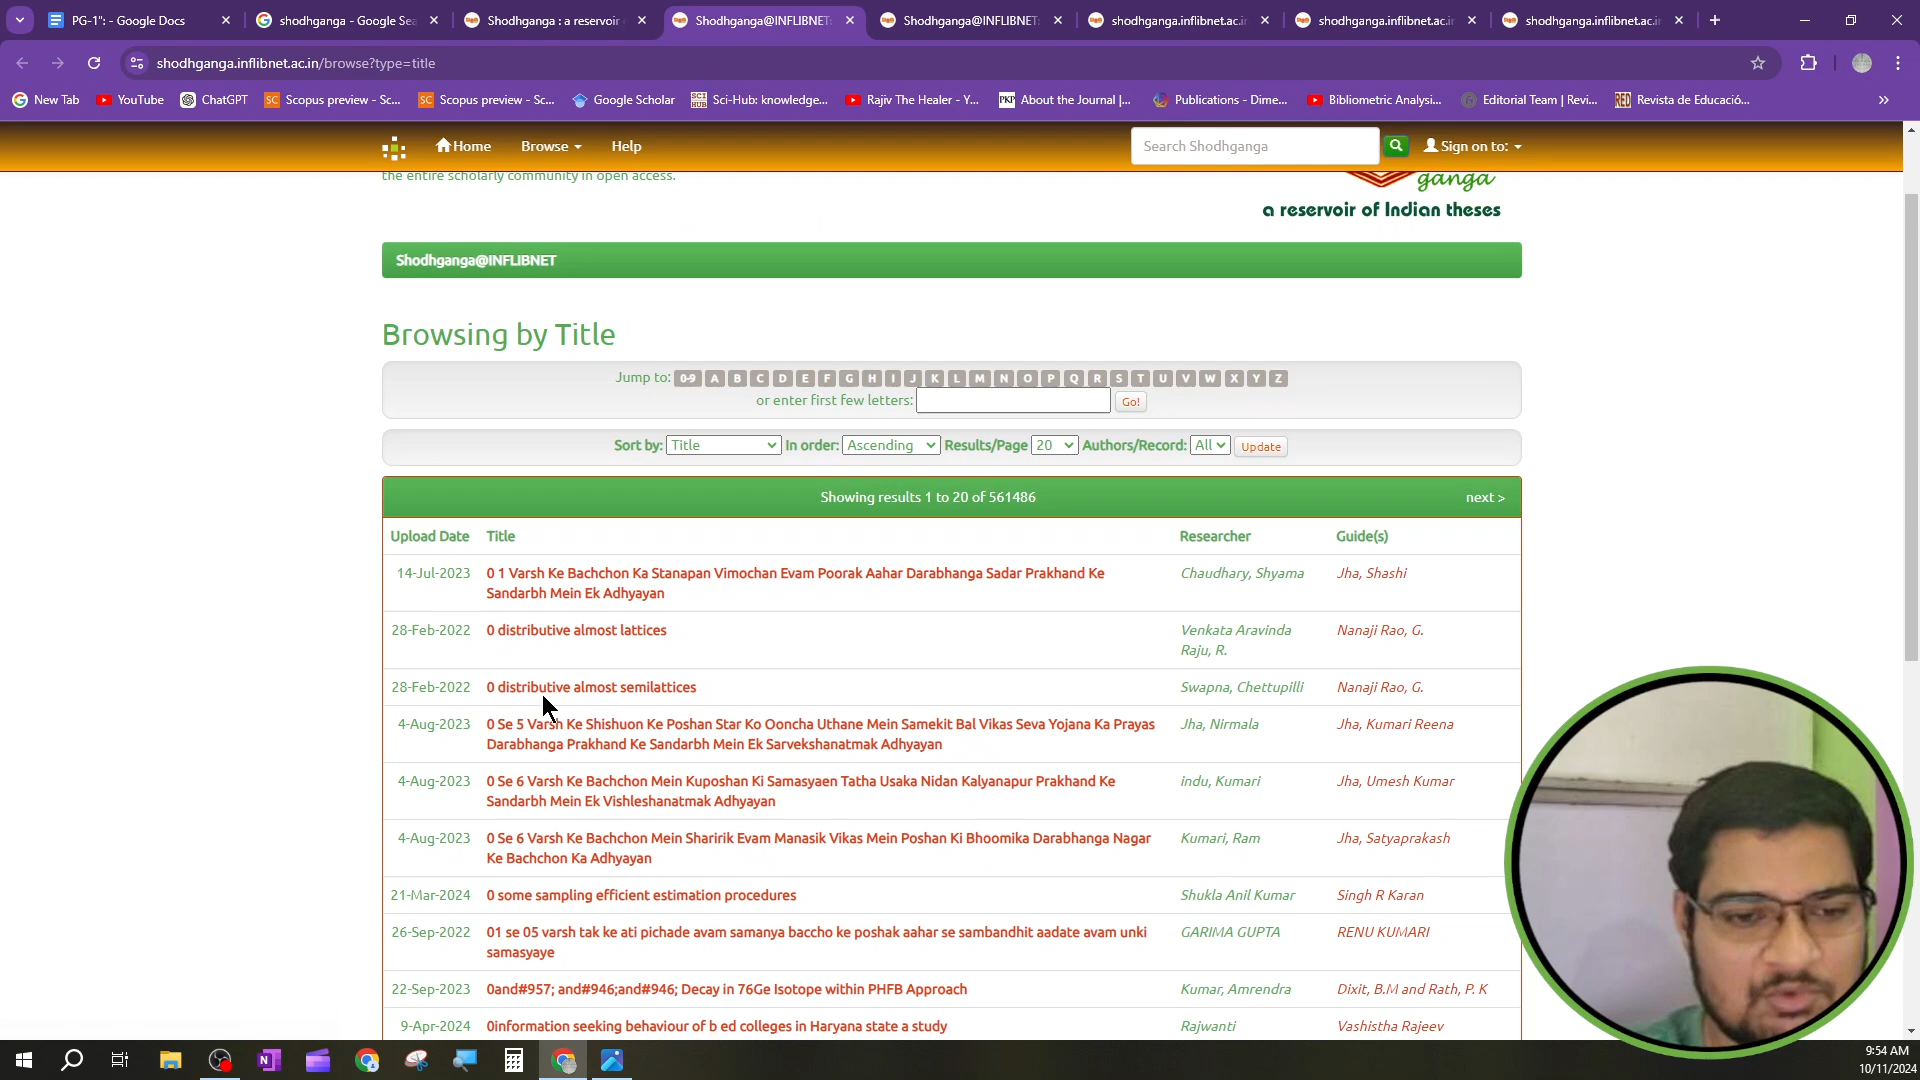 PG-1": - Google Docs
shodhganga - Google Sea
Shodhganga : a reservoir
Shodhganga@INFLIBNET:
Shodhganga@INFLIBNET:
shodhganga.inflibnet.ac.in
shodhganga.inflibnet.ac.in
shodhganga.inflibnet.ac.in
shodhganga.inflibnet.ac.in/browse?type=title
New Tab
YouTube
ChatGPT
SC Scopus preview - Sc...
SC Scopus preview - Sc...
Google Scholar
SCI HUB Sci-Hub: knowledge...
Rajiv The Healer - Y...
PKP About the Journal |...
Publications - Dime...
Bibliometric Analysi...
Editorial Team | Revi...
RED Revista de Educació...
Home
Browse
Help
Search Shodhganga
Sign on to:
the entire scholarly community in open access.
ganga
a reservoir of Indian theses
Shodhganga@INFLIBNET
Browsing by Title
Jump to: 0-9 A B C D E F G H I J K L M N O P Q R S T U V W X Y Z
or enter first few letters: Go!
Sort by: Title In order: Ascending Results/Page 20 Authors/Record: All Update
Showing results 1 to 20 of 561486 next >
Upload Date Title Researcher Guide(s)
14-Jul-2023 0 1 Varsh Ke Bachchon Ka Stanapan Vimochan Evam Poorak Aahar Darabhanga Sadar Prakhand Ke Chaudhary, Shyama Jha, Shashi
Sandarbh Mein Ek Adhyayan
28-Feb-2022 0 distributive almost lattices Venkata Aravinda Nanaji Rao, G.
Raju, R.
28-Feb-2022 0 distributive almost semilattices Swapna, Chettupilli Nanaji Rao, G.
4-Aug-2023 0 Se 5 Varsh Ke Shishuon Ke Poshan Star Ko Ooncha Uthane Mein Samekit Bal Vikas Seva Yojana Ka Prayas Jha, Nirmala Jha, Kumari Reena
Darabhanga Prakhand Ke Sandarbh Mein Ek Sarvekshanatmak Adhyayan
4-Aug-2023 0 Se 6 Varsh Ke Bachchon Mein Kuposhan Ki Samasyaen Tatha Usaka Nidan Kalyanapur Prakhand Ke indu, Kumari Jha, Umesh Kumar
Sandarbh Mein Ek Vishleshanatmak Adhyayan
4-Aug-2023 0 Se 6 Varsh Ke Bachchon Mein Sharirik Evam Manasik Vikas Mein Poshan Ki Bhoomika Darabhanga Nagar Kumari, Ram Jha, Satyaprakash
Ke Bachchon Ka Adhyayan
21-Mar-2024 0 some sampling efficient estimation procedures Shukla Anil Kumar Singh R Karan
26-Sep-2022 01 se 05 varsh tak ke ati pichade avam samanya baccho ke poshak aahar se sambandhit aadate avam unki GARIMA GUPTA RENU KUMARI
samasyaye
22-Sep-2023 0and#957; and#946;and#946; Decay in 76Ge Isotope within PHFB Approach Kumar, Amrendra Dixit, B.M and Rath, P. K
9-Apr-2024 0information seeking behaviour of b ed colleges in Haryana state a study Rajwanti Vashistha Rajeev
9:54 AM
10/11/2024